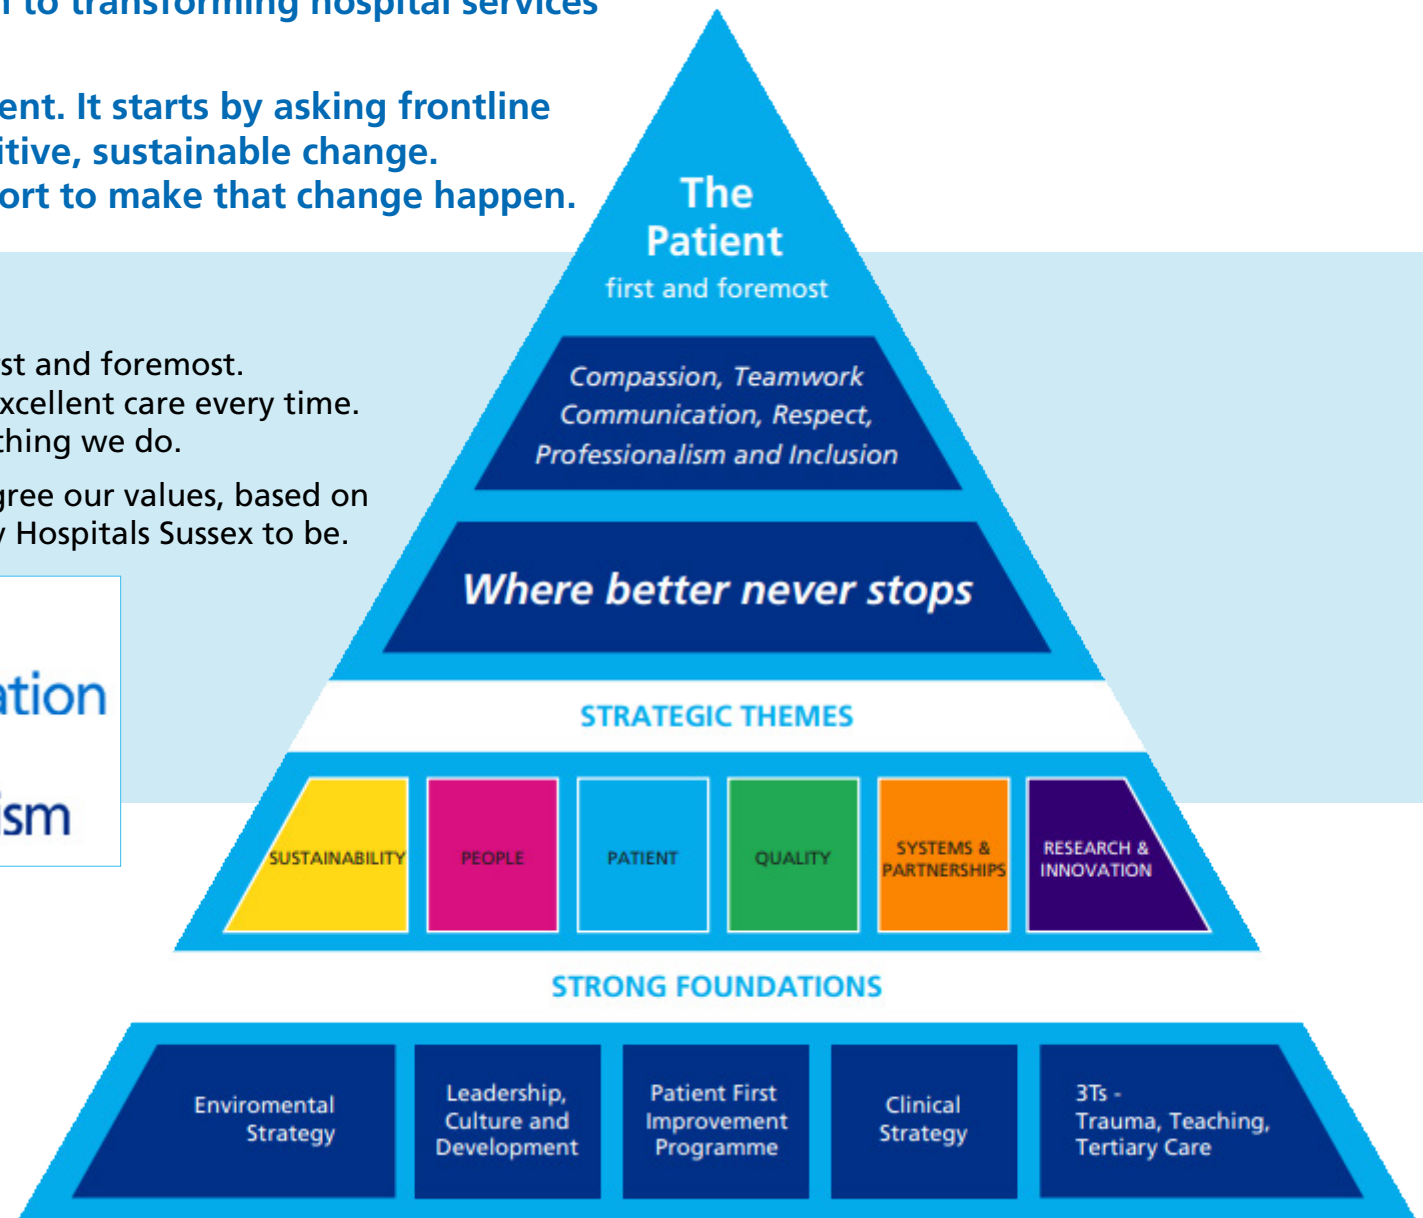 to transforming hospital services
ent. It starts by asking frontline
itive, sustainable change.
ort to make that change happen.
st and foremost.
xcellent care every time.
thing we do.
gree our values, based on
Hospitals Sussex to be.
ation
ism
The
Patient
first and foremost
Compassion, Teamwork
Communication, Respect,
Professionalism and Inclusion
Where better never stops
STRATEGIC THEMES
SUSTAINABILITY
PEOPLE
PATIENT
QUALITY
SYSTEMS &
PARTNERSHIPS
RESEARCH &
INNOVATION
STRONG FOUNDATIONS
Enviromental
Strategy
Leadership,
Culture and
Development
Patient First
Improvement
Programme
Clinical
Strategy
3Ts -
Trauma, Teaching,
Tertiary Care